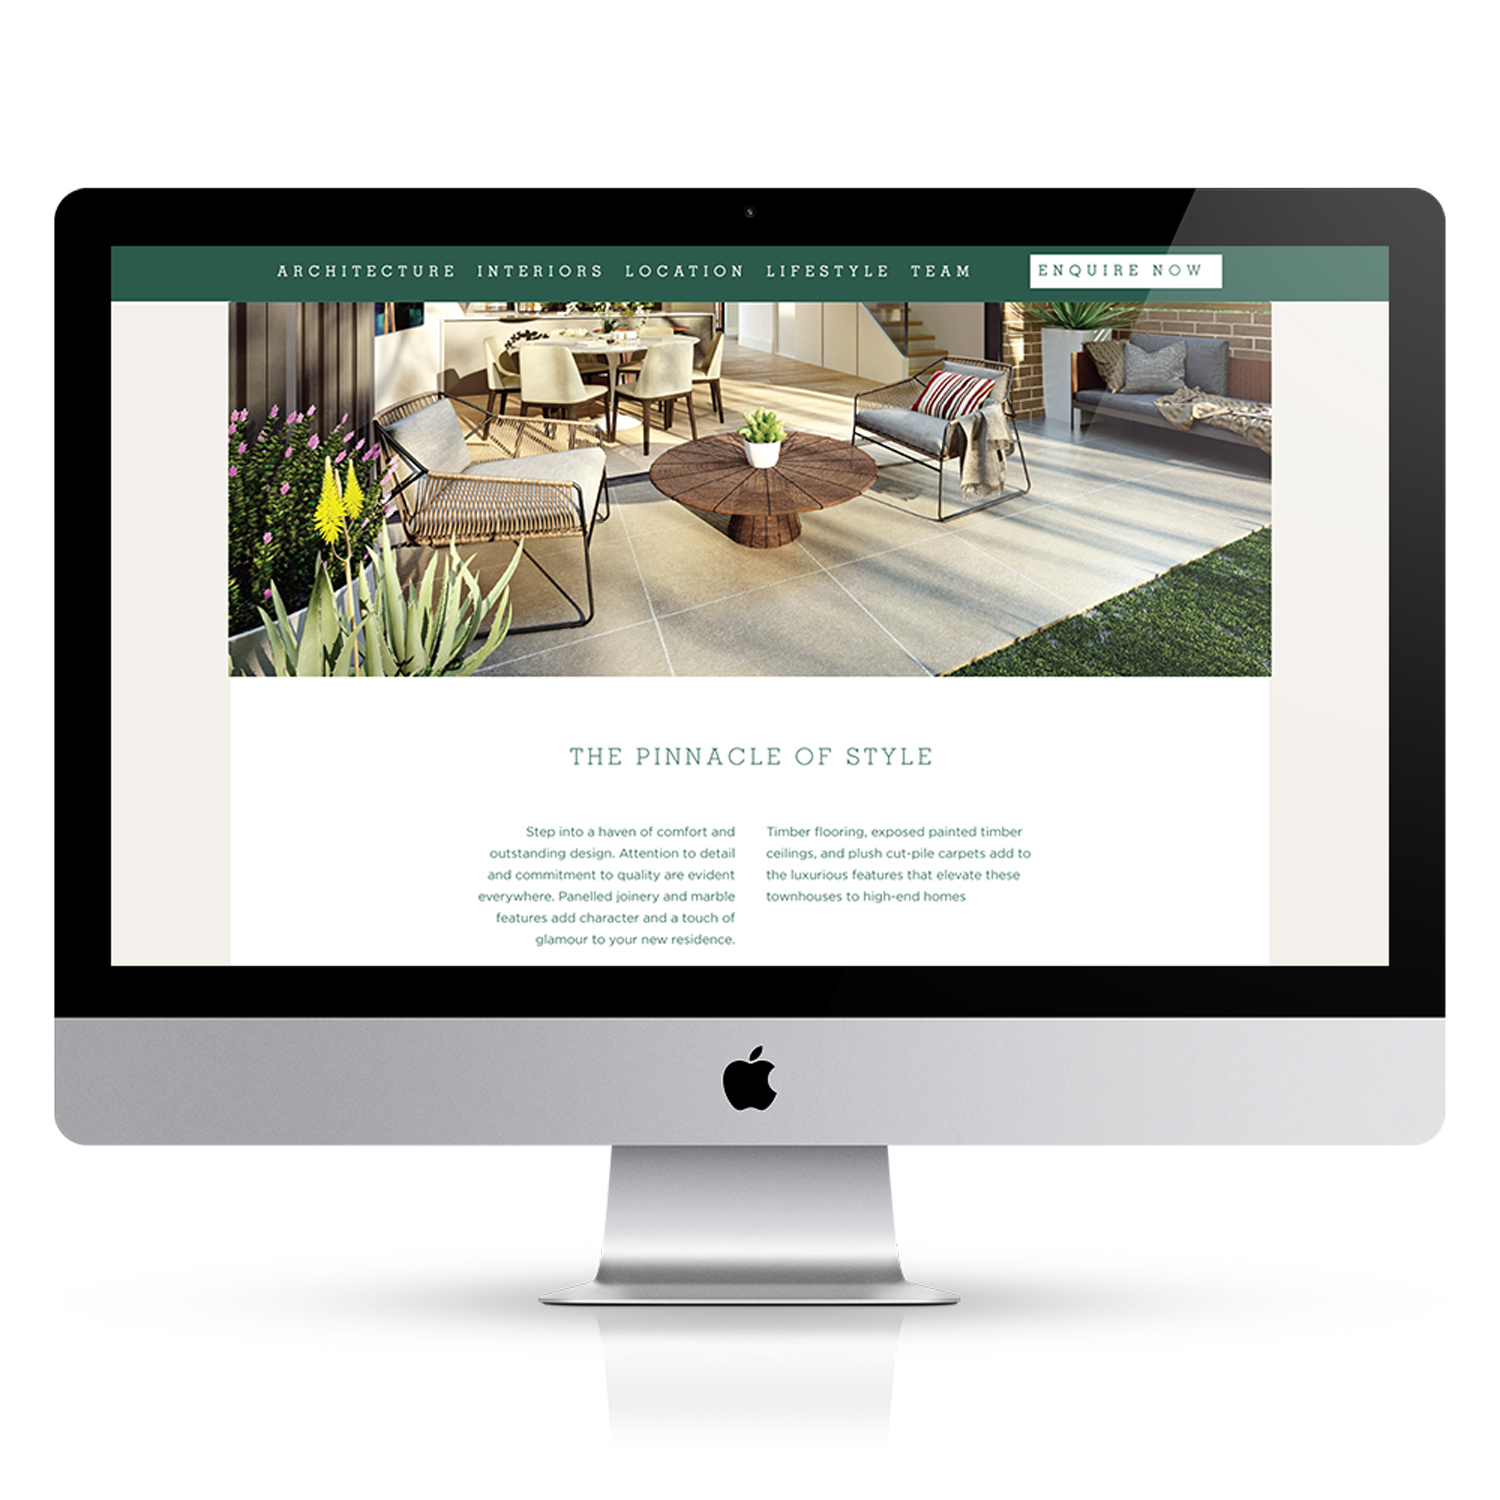 ARCHITECTURE INTERIORS LOCATION LIFESTYLE TEAM ENQUIRE NOW
THE PINNACLE OF STYLE
Step into a haven of comfort and
outstanding design. Attention to detail
and commitment to quality are evident
everywhere. Panelled joinery and marble
features add character and a touch of
glamour to your new residence.
Timber flooring, exposed painted timber
ceilings, and plush cut-pile carpets add to
the luxurious features that elevate these
townhouses to high-end homes